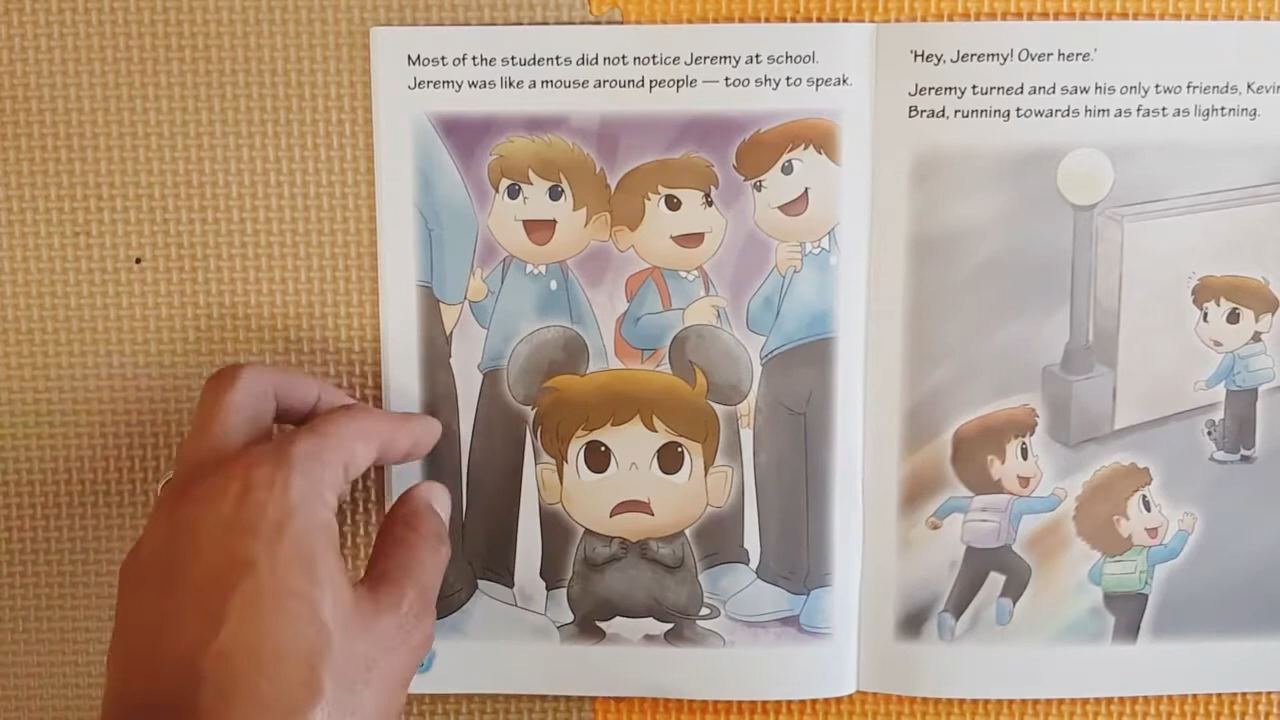 Most of the students did not notice Jeremy at school.
Jeremy was like a mouse around people — too shy to speak.
'Hey, Jeremy! Over here.'
Jeremy turned and saw his only two friends, Kevin
Brad, running towards him as fast as lightning.